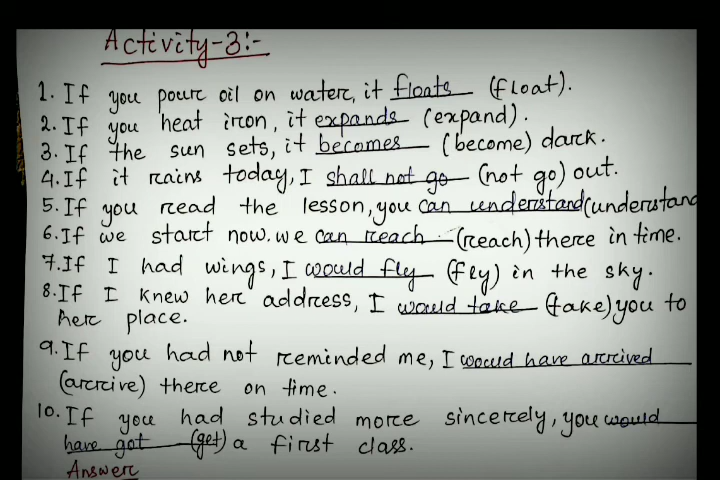 Activity-3:-
1. If you pour oil on water, it floats (float).
2. If you heat iron, it expands (expand).
3. If the sun sets, it becomes (become) dark.
4. If it rains today, I shall not go (not go) out.
5. If you read the lesson, you can understand (understand
6. If we start now. we can reach (reach) there in time.
7. If I had wings, I would fly (fly) in the sky.
8. If I knew her address, I would take (take) you to
her place.
9. If you had not reminded me, I would have arrived
(arrive) there on time.
10. If you had studied more sincerely, you would
have got (get) a first class.
Answer